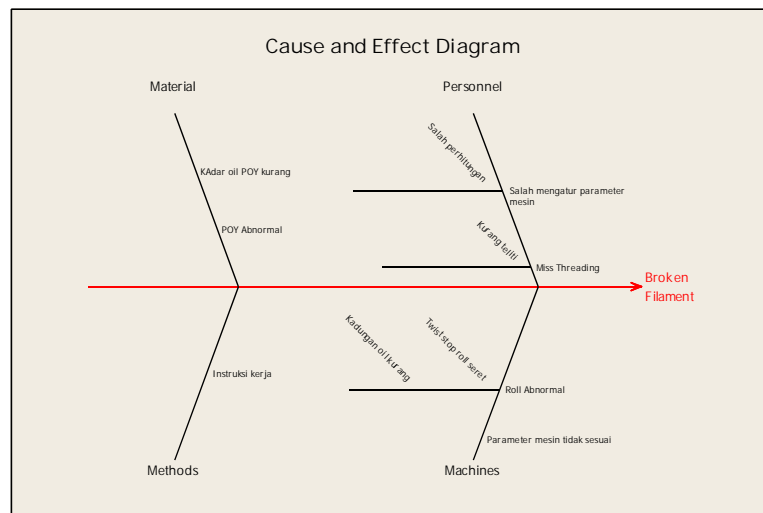 Cause and Effect Diagram
Material
Personnel
Salah perhitungan
KAdar oil POY kurang
Salah mengatur parameter
mesin
POY Abnormal
Kurang teliti
Miss Threading
Broken
Filament
Kadungan oil kurang
Twist stop roll seret
Instruksi kerja
Roll Abnormal
Parameter mesin tidak sesuai
Methods
Machines